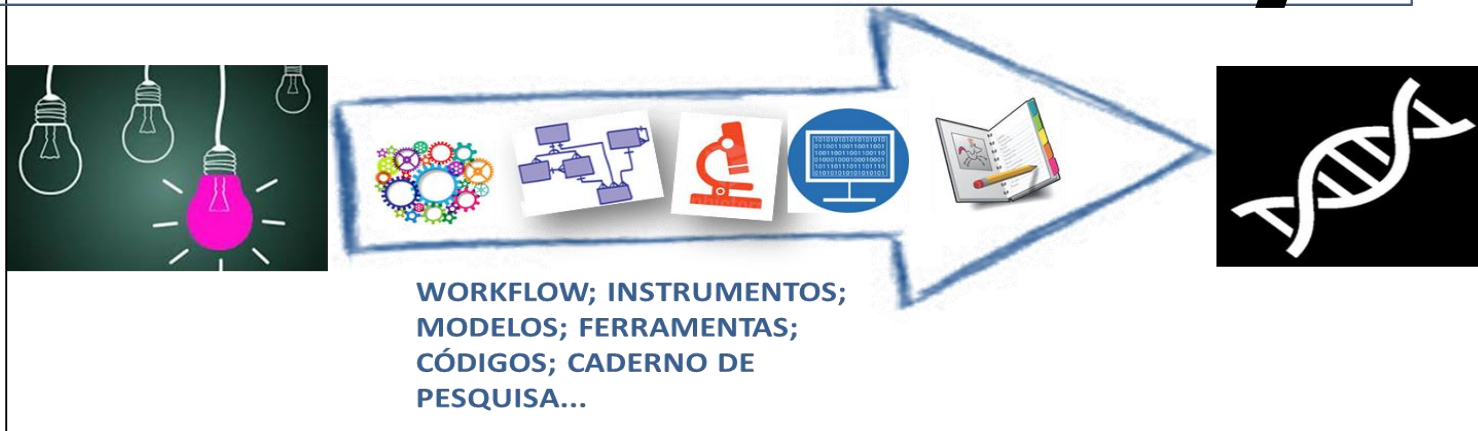 WORKFLOW; INSTRUMENTOS;
MODELOS; FERRAMENTAS;
CÓDIGOS; CADERNO DE
PESQUISA...